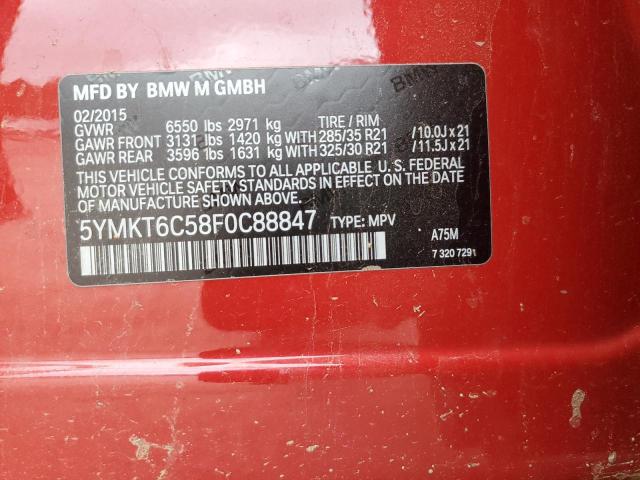 MFD BY BMW M GMBH
02/2015
GVWR 6550 lbs 2971 kg TIRE / RIM
GAWR FRONT 3131 lbs 1420 kg WITH 285/35 R21 /10.0J x 21
GAWR REAR 3596 lbs 1631 kg WITH 325/30 R21 /11.5J x 21
THIS VEHICLE CONFORMS TO ALL APPLICABLE U.S. FEDERAL
MOTOR VEHICLE SAFETY STANDARDS IN EFFECT ON THE DATE
OF MANUFACTURE SHOWN ABOVE.
5YMKT6C58F0C88847 TYPE: MPV
A75M
7 320 7291